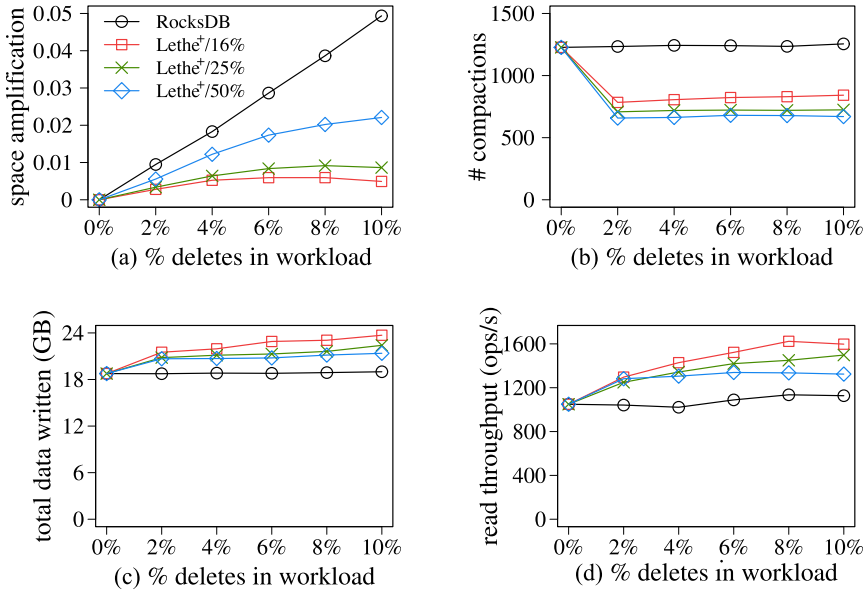 space amplification
0.05
0.04
0.03
0.02
0.01
0
RocksDB
Lethe+/16%
Lethe+/25%
Lethe+/50%
0% 2% 4% 6% 8% 10%
(a) % deletes in workload
# compactions
1500
1000
500
0
0% 2% 4% 6% 8% 10%
(b) % deletes in workload
total data written (GB)
24
18
12
6
0
0% 2% 4% 6% 8% 10%
(c) % deletes in workload
read throughput (ops/s)
1600
1200
800
400
0
0% 2% 4% 6% 8% 10%
(d) % deletes in workload